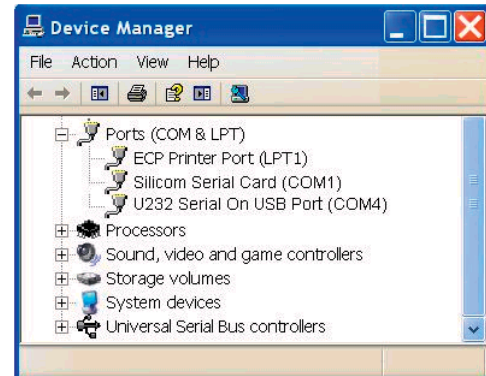 Device Manager
File Action View Help
Ports (COM & LPT)
ECP Printer Port (LPT1)
Silicom Serial Card (COM1)
U232 Serial On USB Port (COM4)
Processors
Sound, video and game controllers
Storage volumes
System devices
Universal Serial Bus controllers